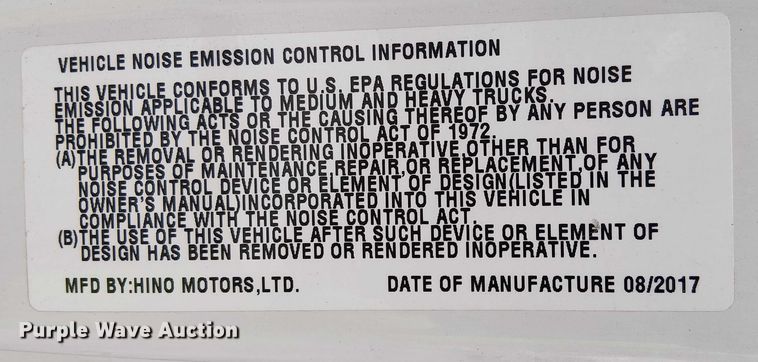 VEHICLE NOISE EMISSION CONTROL INFORMATION
THIS VEHICLE CONFORMS TO U.S. EPA REGULATIONS FOR NOISE
EMISSION APPLICABLE TO MEDIUM AND HEAVY TRUCKS.
THE FOLLOWING ACTS OR THE CAUSING THEREOF BY ANY PERSON ARE
PROHIBITED BY THE NOISE CONTROL ACT OF 1972.
(A)THE REMOVAL OR RENDERING INOPERATIVE,OTHER THAN FOR
PURPOSES OF MAINTENANCE,REPAIR,OR REPLACEMENT,OF ANY
NOISE CONTROL DEVICE OR ELEMENT OF DESIGN(LISTED IN THE
OWNER'S MANUAL)INCORPORATED INTO THIS VEHICLE IN
COMPLIANCE WITH THE NOISE CONTROL ACT.
(B)THE USE OF THIS VEHICLE AFTER SUCH DEVICE OR ELEMENT OF
DESIGN HAS BEEN REMOVED OR RENDERED INOPERATIVE.
MFD BY:HINO MOTORS,LTD. DATE OF MANUFACTURE 08/2017
Purple Wave Auction